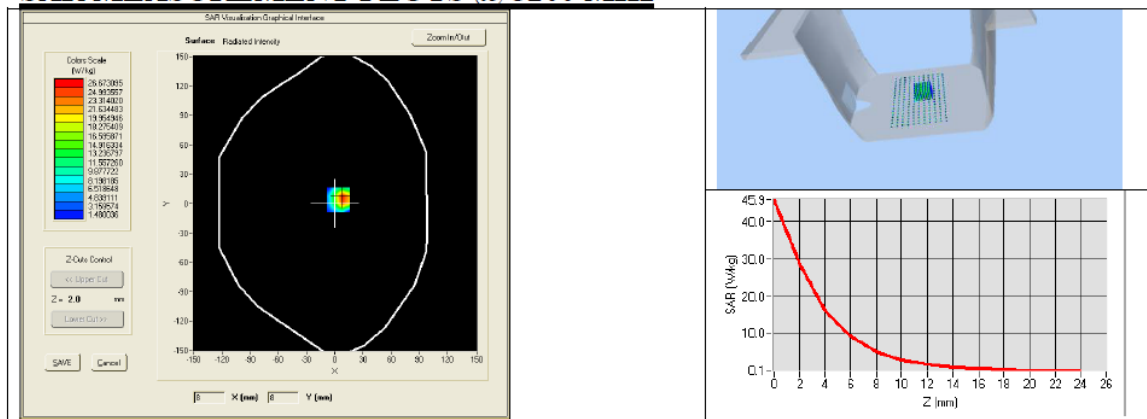 SAR Visualisation Graphical Interface
Surface Radiated Intensity
Zoom In/Out
Colors Scale
(W/kg)
26.673095
24.993557
23.314020
21.634483
19.954946
18.275409
16.595871
14.916334
13.236797
11.557260
9.877722
8.198185
6.518648
4.839111
3.159574
1.480036
150
120
90
60
30
0
-30
-60
-90
-120
-150
Y
-150 -120 -90 -60 -30 0 30 60 90 120 150
X
Z-Cuts Control
<< Upper Cut
Z = 2.0 mm
Lower Cut>>
SAVE Cancel
8 X (mm) 8 Y (mm)
45.9
40.0
30.0
20.0
10.0
0.1
SAR (W/kg)
0 2 4 6 8 10 12 14 16 18 20 22 24 26
Z (mm)